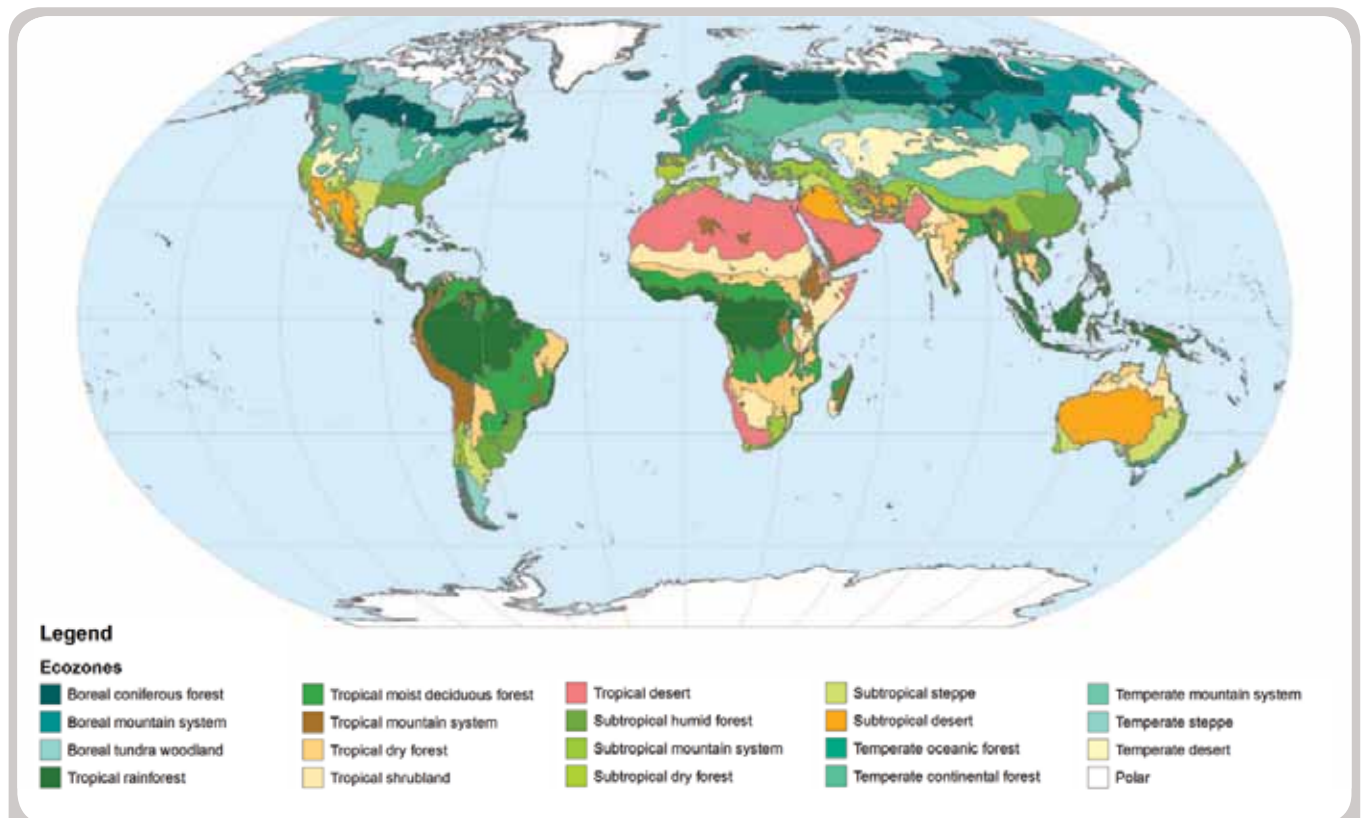 Legend
Ecozones
Boreal coniferous forest
Boreal mountain system
Boreal tundra woodland
Tropical rainforest
Tropical moist deciduous forest
Tropical mountain system
Tropical dry forest
Tropical shrubland
Tropical desert
Subtropical humid forest
Subtropical mountain system
Subtropical dry forest
Subtropical steppe
Subtropical desert
Temperate oceanic forest
Temperate continental forest
Temperate mountain system
Temperate steppe
Temperate desert
Polar